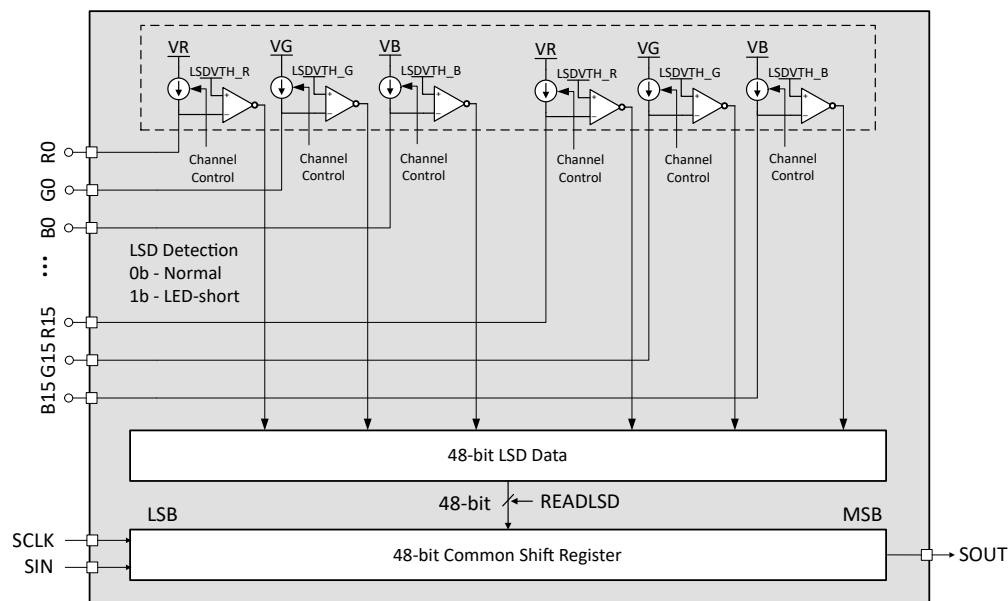 VR
VG
VB
VR
VG
VB
LSDVTH_R
LSDVTH_G
LSDVTH_B
LSDVTH_R
LSDVTH_G
LSDVTH_B
+
−
+
−
+
−
+
−
+
−
+
−
Channel
Control
Channel
Control
Channel
Control
Channel
Control
Channel
Control
Channel
Control
R0
G0
B0
...
R15
G15
B15
LSD Detection
0b - Normal
1b - LED-short
48-bit LSD Data
48-bit
READLSD
LSB
MSB
SCLK
SIN
48-bit Common Shift Register
SOUT